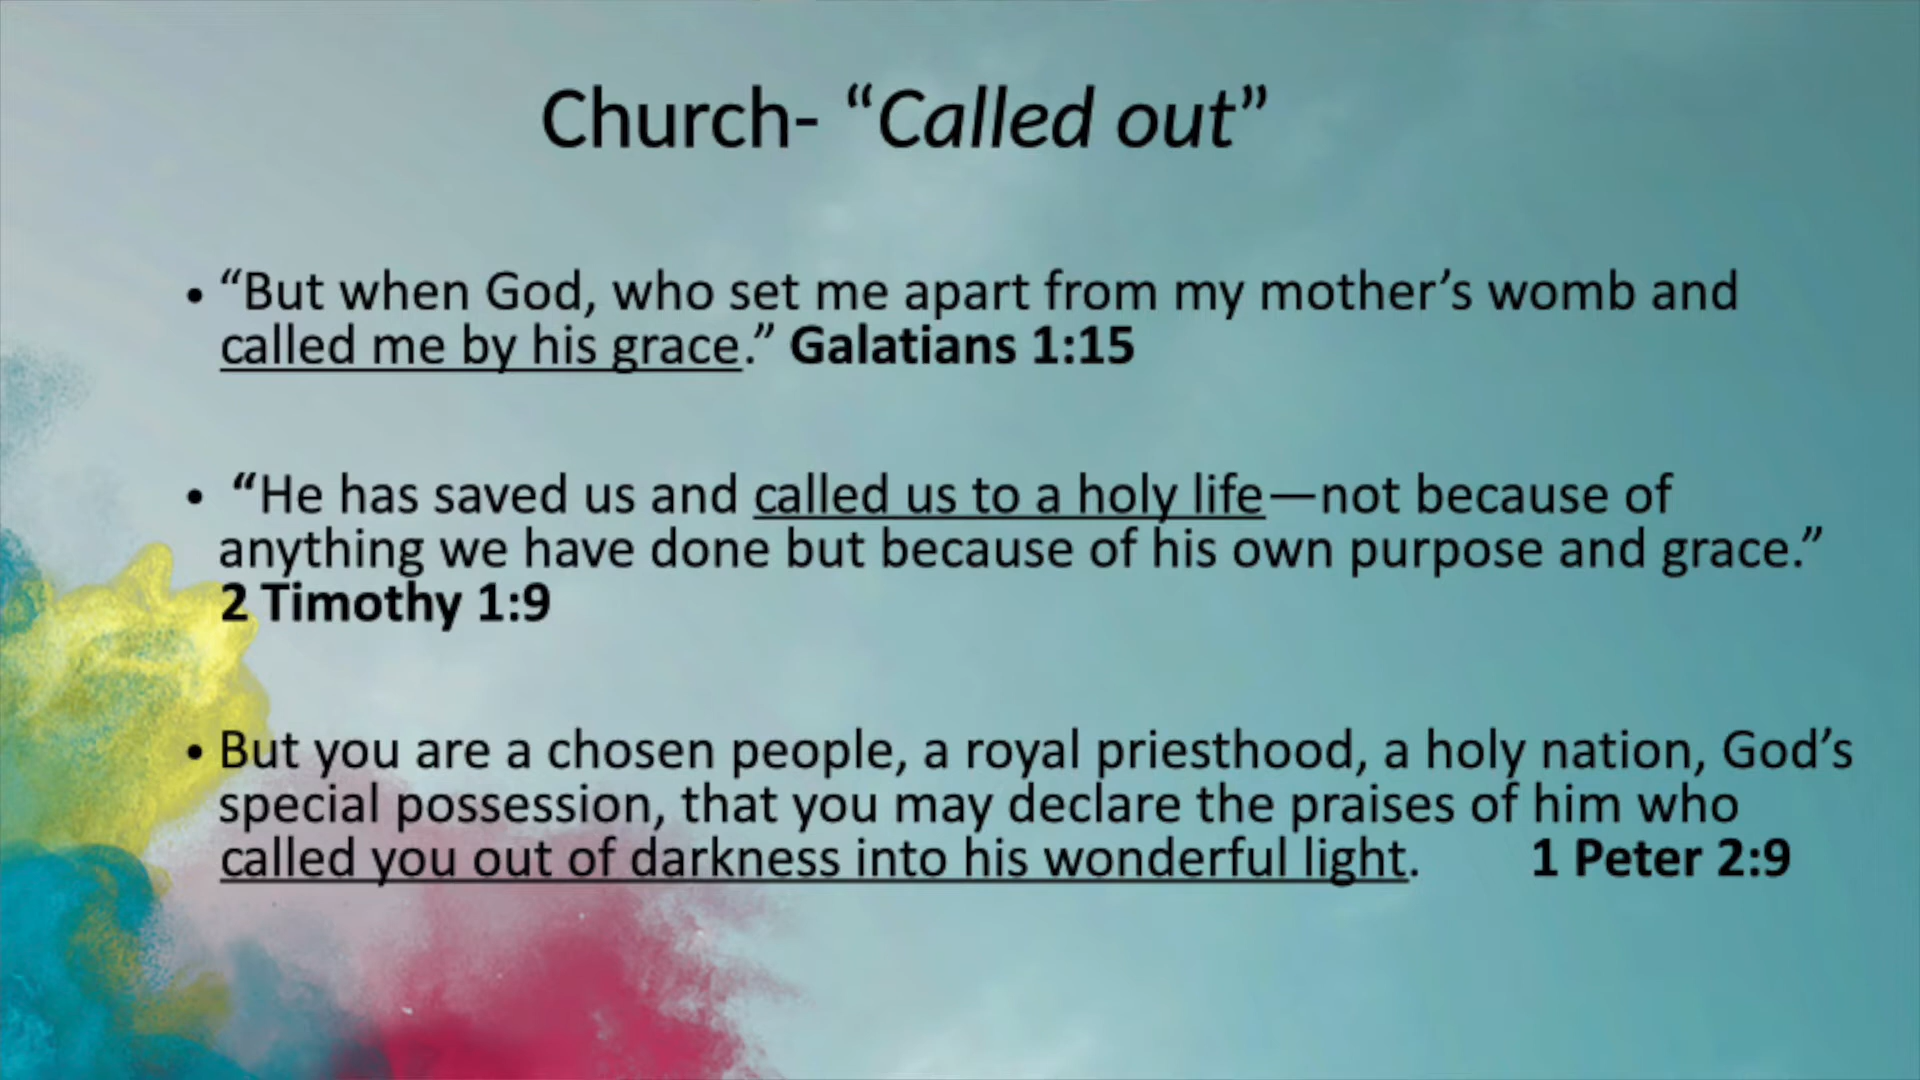 Church- “Called out”
• “But when God, who set me apart from my mother’s womb and
called me by his grace.” Galatians 1:15
• “He has saved us and called us to a holy life—not because of
anything we have done but because of his own purpose and grace.”
2 Timothy 1:9
• But you are a chosen people, a royal priesthood, a holy nation, God’s
special possession, that you may declare the praises of him who
called you out of darkness into his wonderful light. 1 Peter 2:9